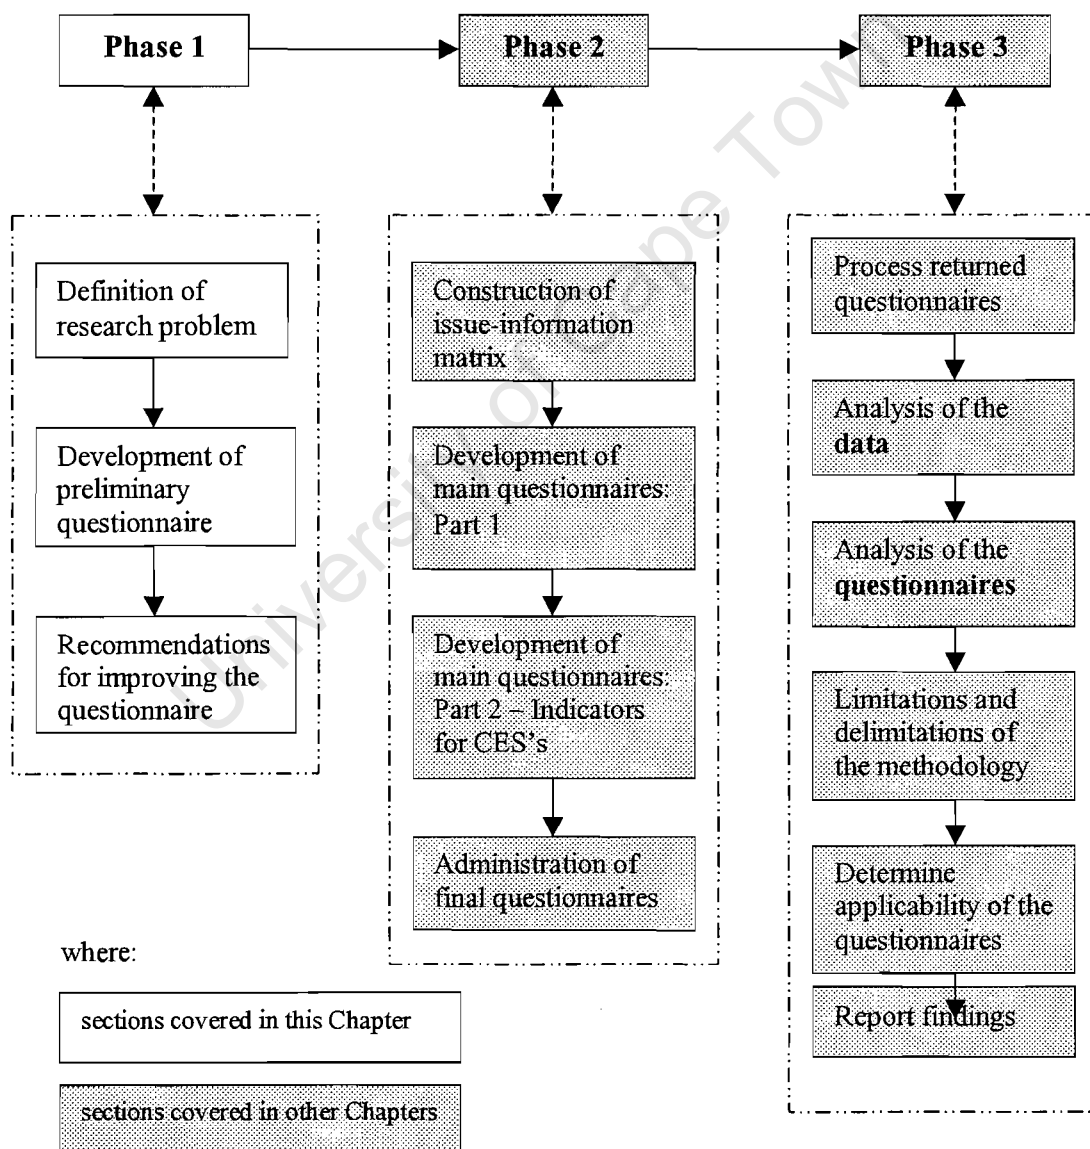 Phase 1
Phase 2
Phase 3
Definition of
research problem
Development of
preliminary
questionnaire
Recommendations
for improving the
questionnaire
Construction of
issue-information
matrix
Development of
main questionnaires:
Part 1
Development of
main questionnaires:
Part 2 – Indicators
for CES's
Administration of
final questionnaires
Process returned
questionnaires
Analysis of the
data
Analysis of the
questionnaires
Limitations and
delimitations of
the methodology
Determine
applicability of the
questionnaires
Report findings
where:
sections covered in this Chapter
sections covered in other Chapters
University of Cape Town